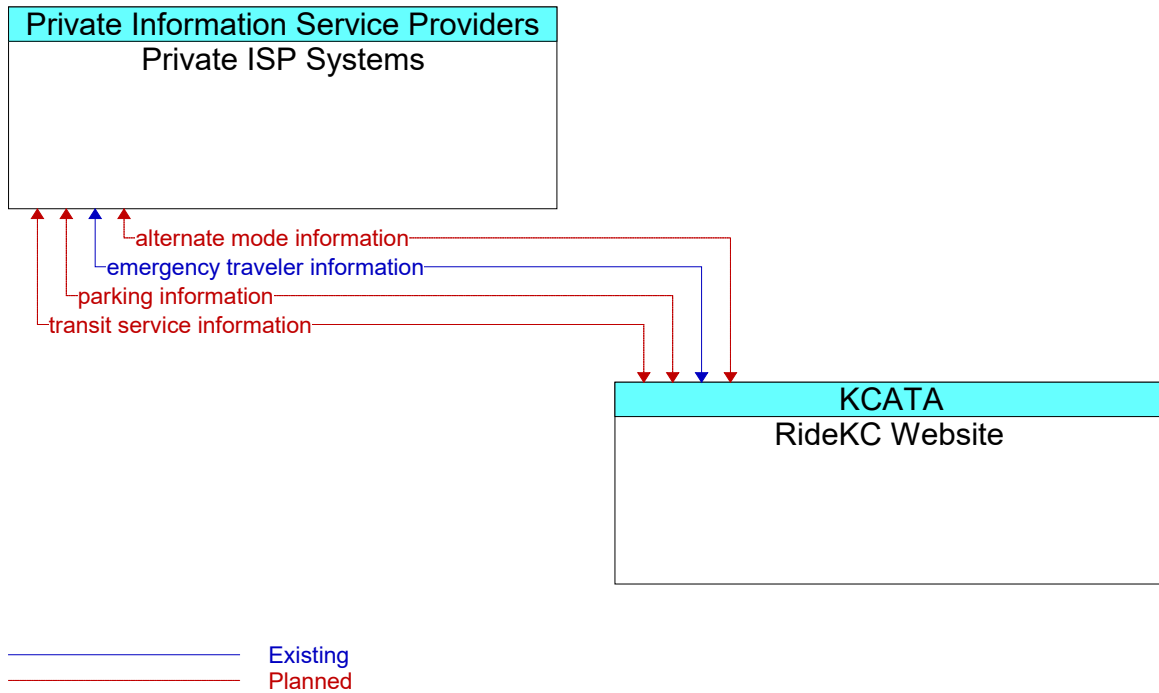 Private Information Service Providers
Private ISP Systems
alternate mode information
emergency traveler information
parking information
transit service information
KCATA
RideKC Website
Existing
Planned